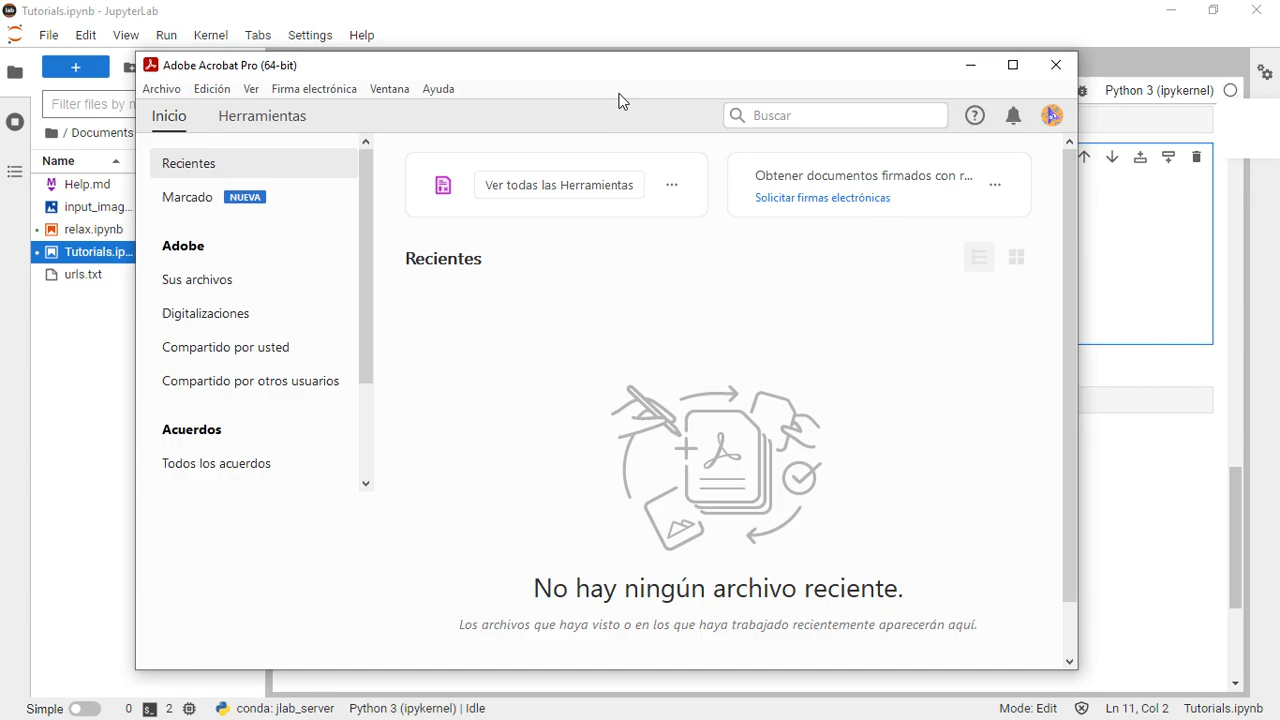 Tutorials.ipynb - JupyterLab
File Edit View Run Kernel Tabs Settings Help
Adobe Acrobat Pro (64-bit)
Archivo Edición Ver Firma electrónica Ventana Ayuda
Inicio Herramientas Buscar
Python 3 (ipykernel)
Filter files by n
/ Documents
Name
Help.md
input_imag...
relax.ipynb
Tutorials.ip...
urls.txt
Recientes
Marcado NUEVA
Adobe
Sus archivos
Digitalizaciones
Compartido por usted
Compartido por otros usuarios
Acuerdos
Todos los acuerdos
Ver todas las Herramientas ...
Obtener documentos firmados con r... ...
Solicitar firmas electrónicas
Recientes
No hay ningún archivo reciente.
Los archivos que haya visto o en los que haya trabajado recientemente aparecerán aquí.
Simple 0 2 conda: jlab_server Python 3 (ipykernel) | Idle Mode: Edit Ln 11, Col 2 Tutorials.ipynb